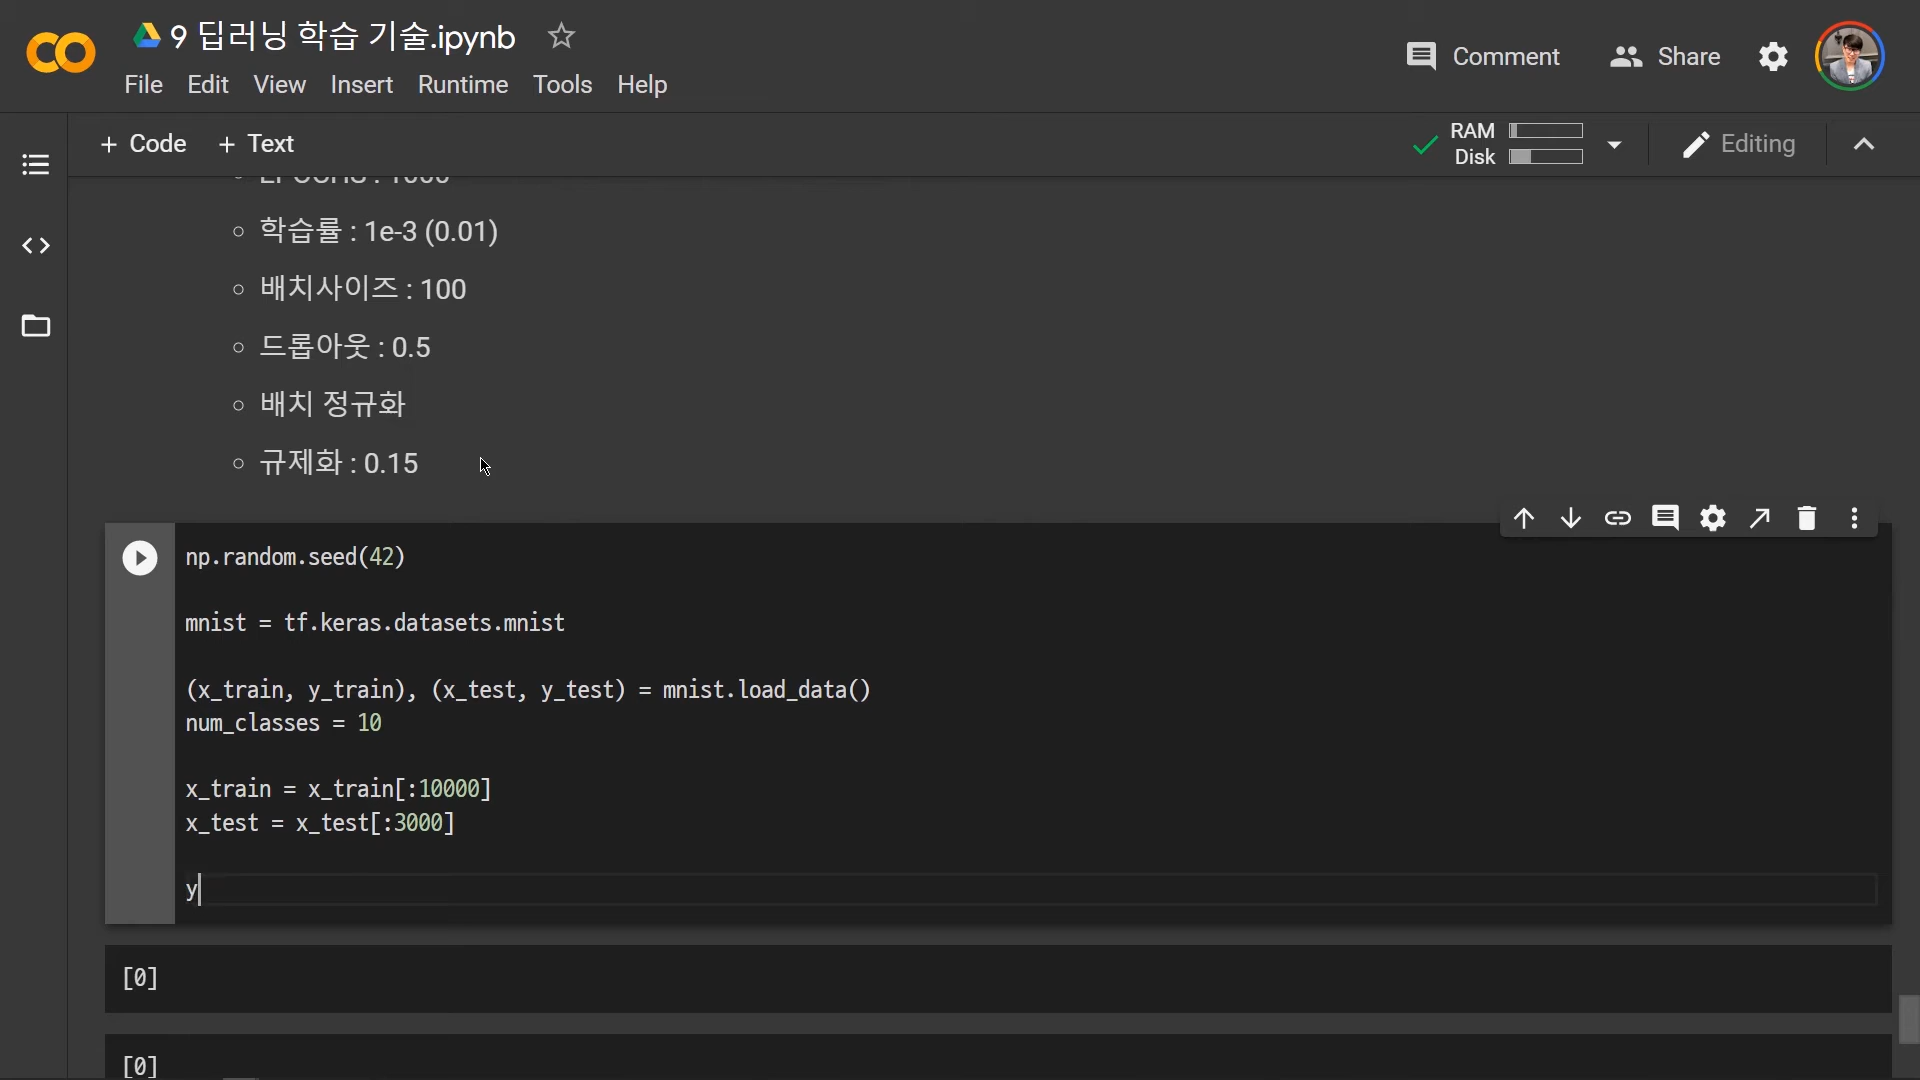 9 딥러닝 학습 기술.ipynb
Comment
Share
File Edit View Insert Runtime Tools Help
+ Code + Text
RAM
Disk
Editing
학습률 : 1e-3 (0.01)
배치사이즈 : 100
드롭아웃 : 0.5
배치 정규화
규제화 : 0.15
np.random.seed(42)
mnist = tf.keras.datasets.mnist
(x_train, y_train), (x_test, y_test) = mnist.load_data()
num_classes = 10
x_train = x_train[:10000]
x_test = x_test[:3000]
y
[0]
[0]